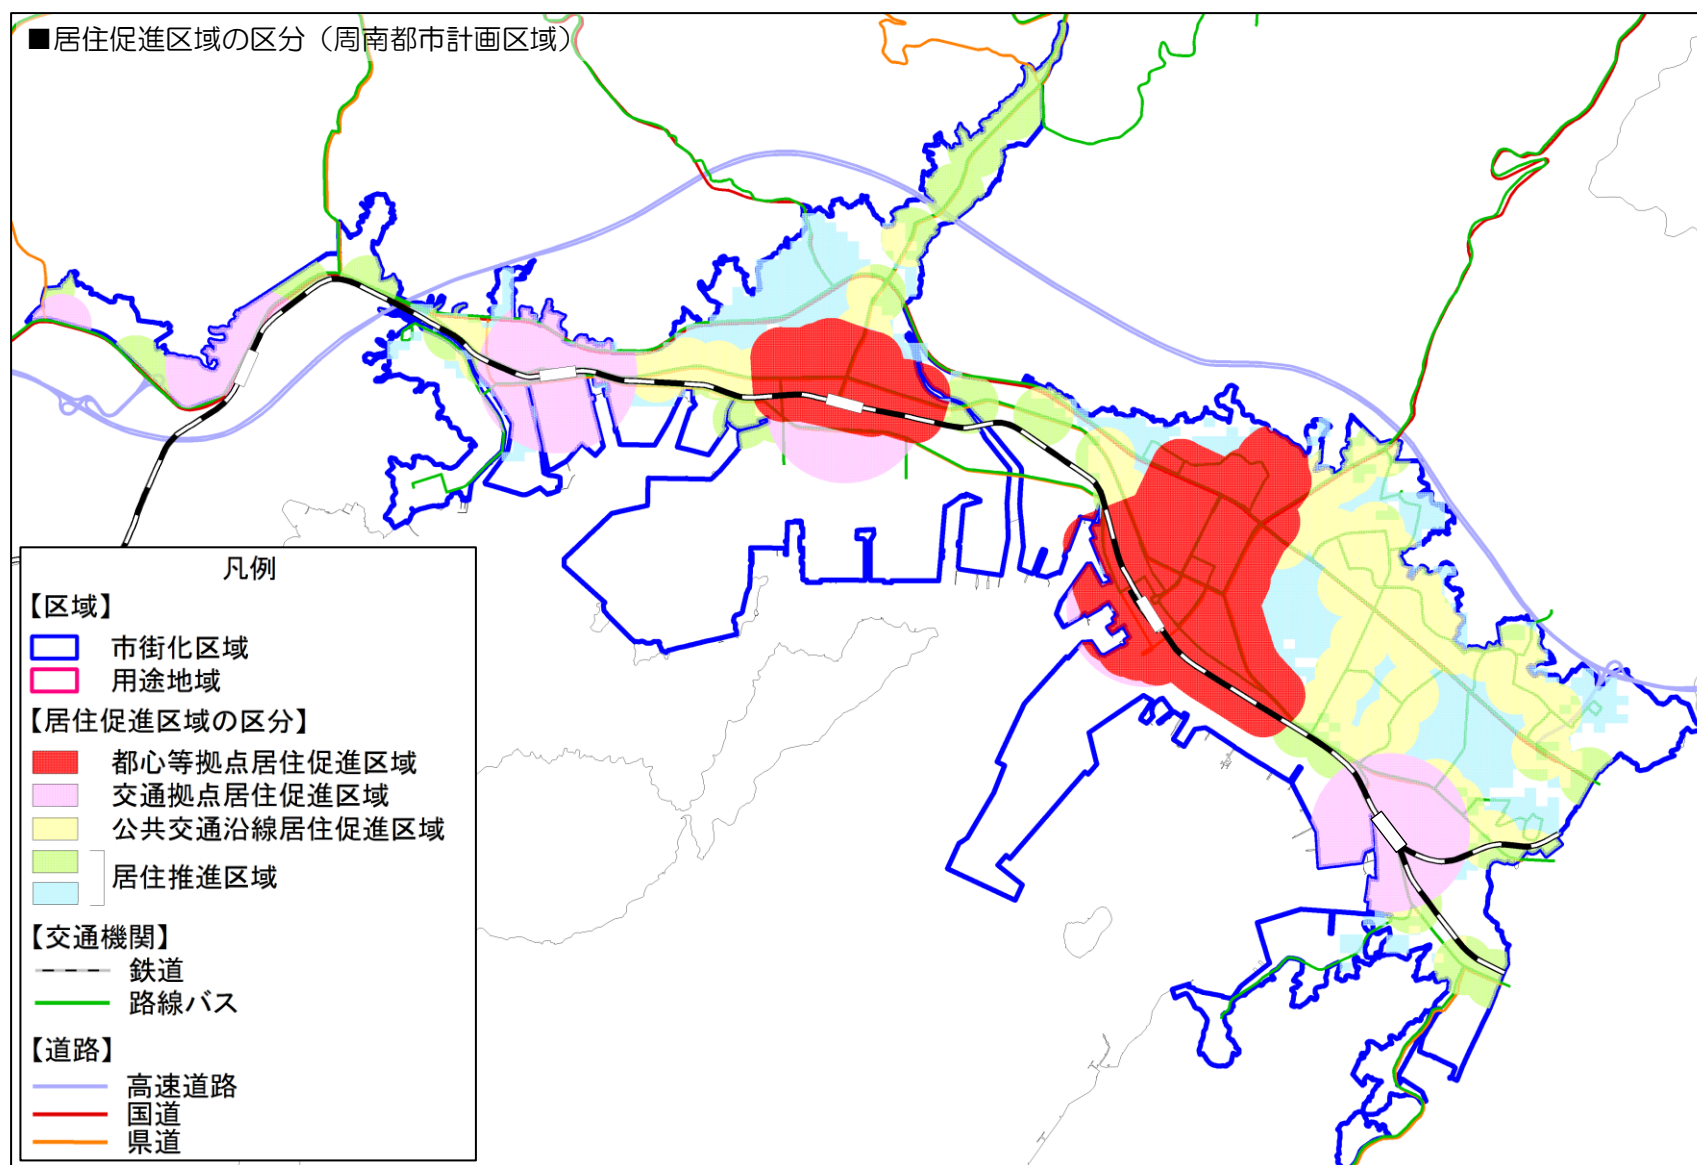 ■居住促進区域の区分（周南都市計画区域）
凡例
【区域】
市街化区域
用途地域
【居住促進区域の区分】
都心等拠点居住促進区域
交通拠点居住促進区域
公共交通沿線居住促進区域
居住推進区域
【交通機関】
鉄道
路線バス
【道路】
高速道路
国道
県道